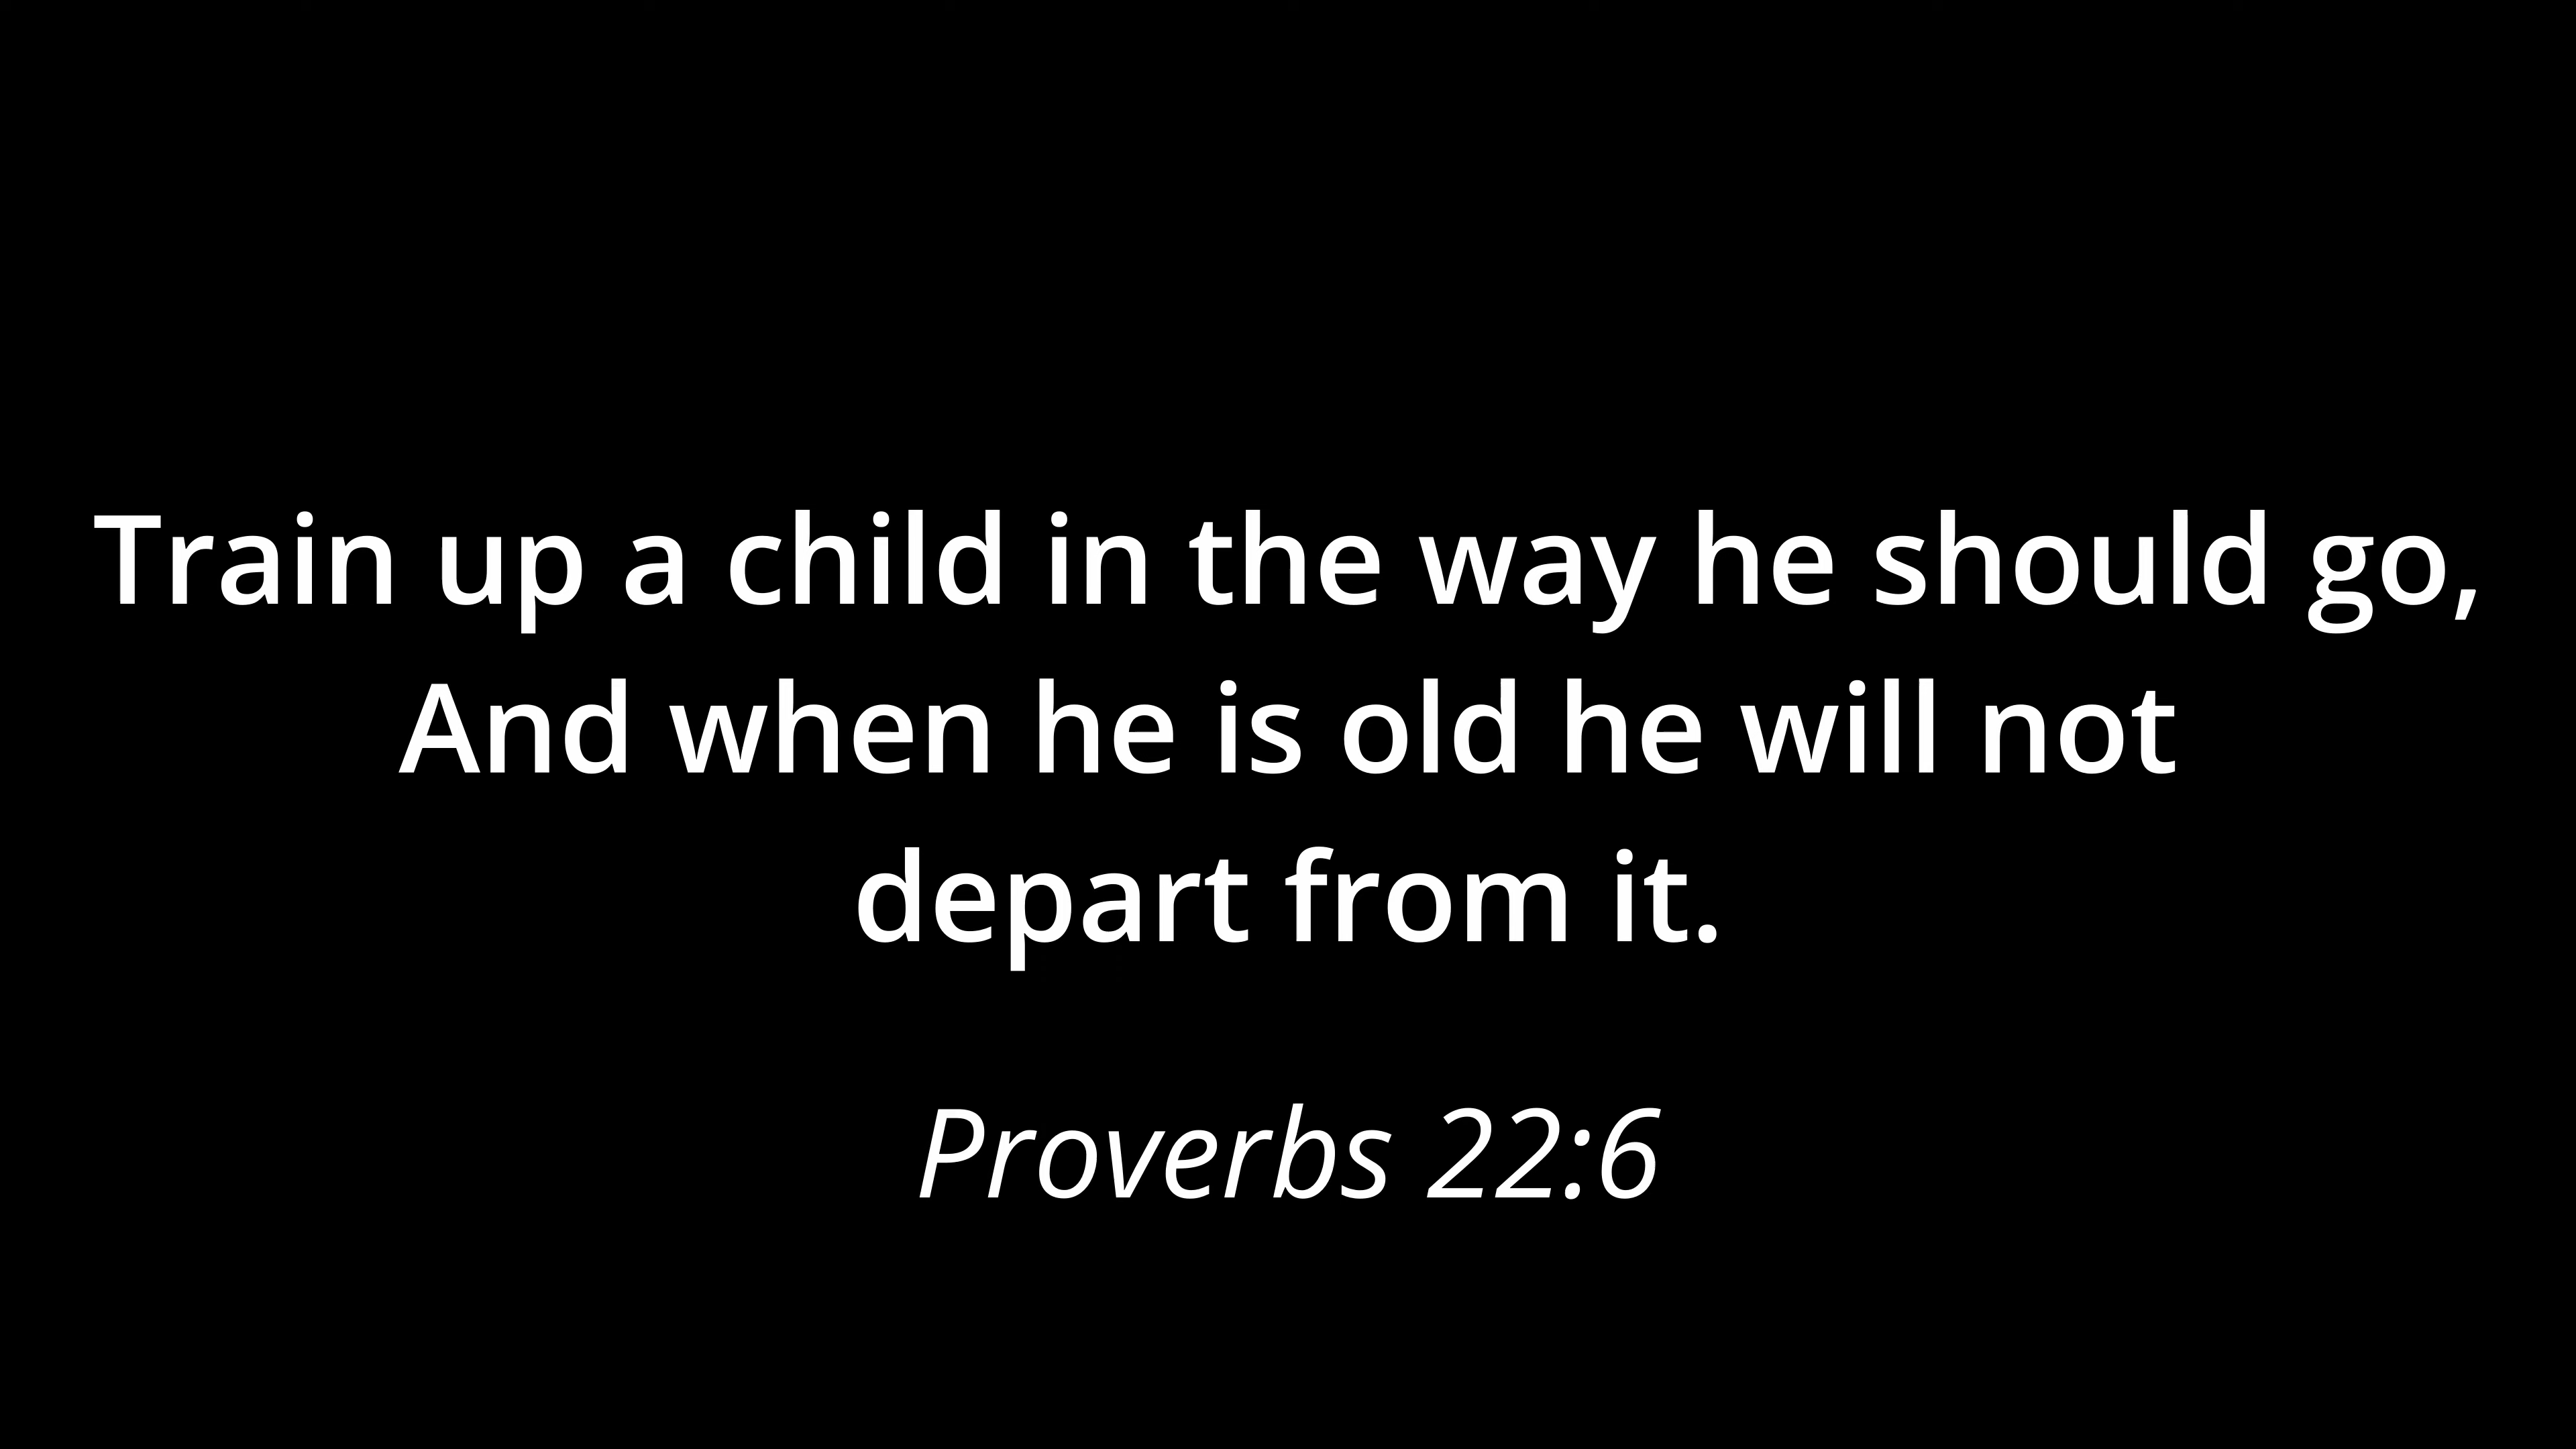 Train up a child in the way he should go,
And when he is old he will not
depart from it.
Proverbs 22:6